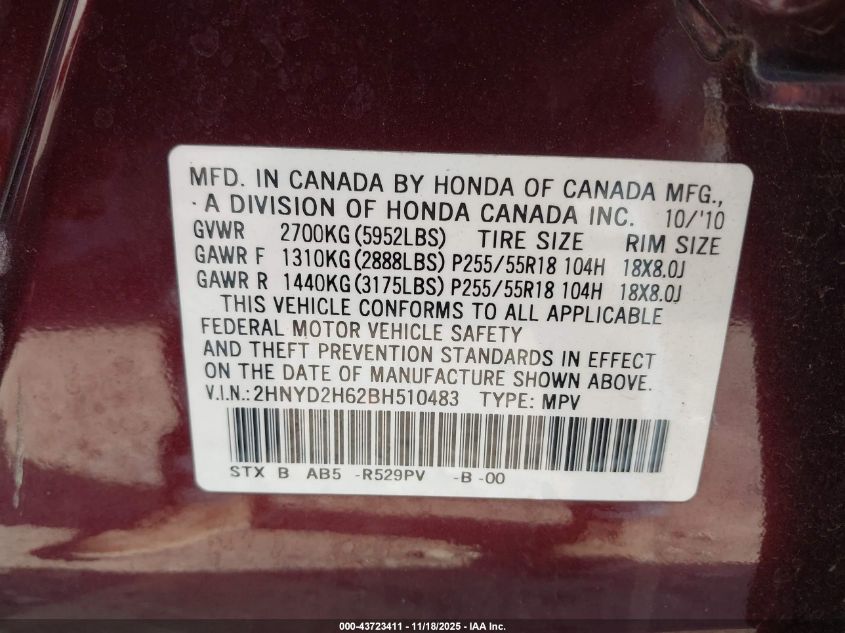 MFD. IN CANADA BY HONDA OF CANADA MFG.,
A DIVISION OF HONDA CANADA INC. 10/'10
GVWR 2700KG(5952LBS) TIRE SIZE RIM SIZE
GAWR F 1310KG(2888LBS) P255/55R18 104H 18X8.0J
GAWR R 1440KG(3175LBS) P255/55R18 104H 18X8.0J
THIS VEHICLE CONFORMS TO ALL APPLICABLE
FEDERAL MOTOR VEHICLE SAFETY
AND THEFT PREVENTION STANDARDS IN EFFECT
ON THE DATE OF MANUFACTURE SHOWN ABOVE.
V.I.N.:2HNYD2H62BH510483 TYPE: MPV
STX B AB5 -R529PV -B -00
000-43723411 - 11/18/2025 - IAA Inc.